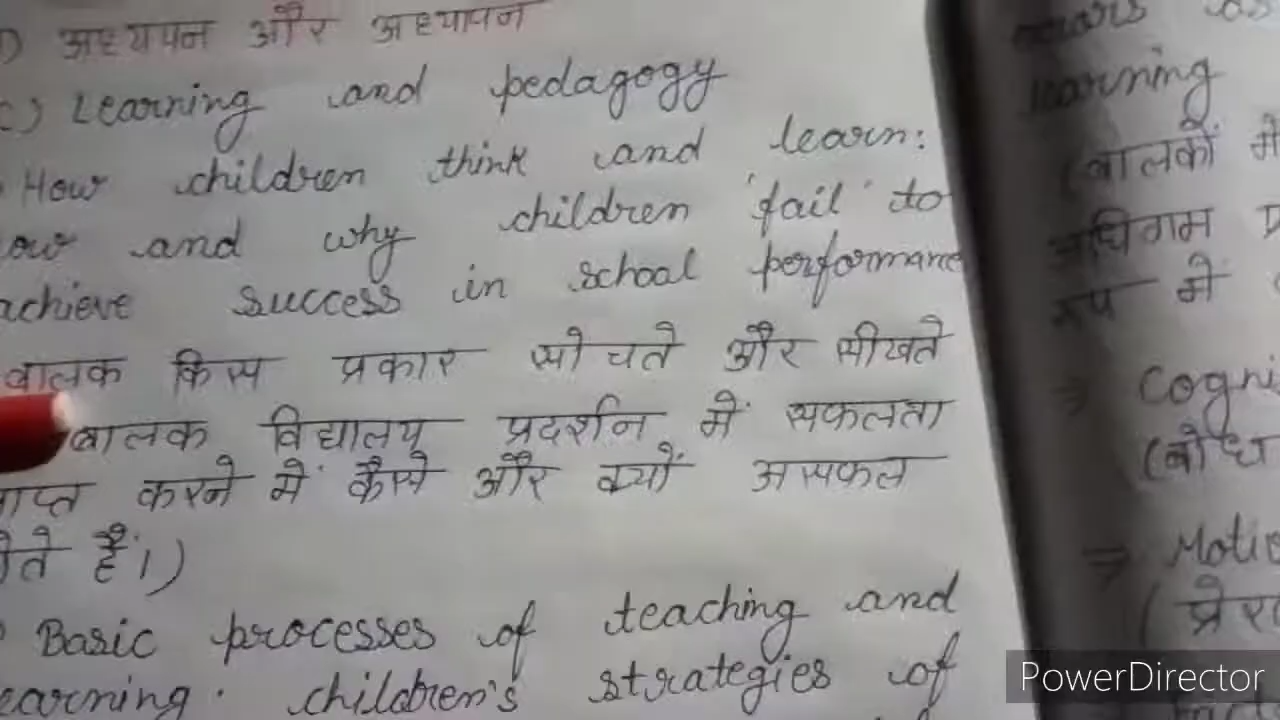 अध्ययन और अध्यापन
c) Learning and pedagogy
How children think and learn:
and why children 'fail' to
achieve success in school performance
बालक किस प्रकार सोचते और सीखते
बालक विद्यालय प्रदर्शन में सफलता
करने में कैसे और क्यों असफल
हैं।)
Basic processes of teaching and
children's strategies of
learning
(बालकों में
अधिगम
रूप में
⇒ Cogni
(बोध
⇒ Motiv
(प्रेर
PowerDirector